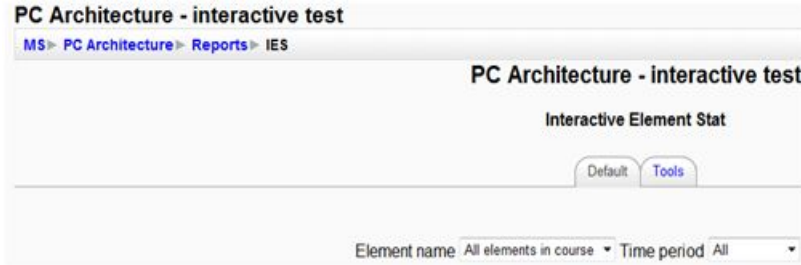 PC Architecture - interactive test
MS► PC Architecture► Reports► IES
PC Architecture - interactive test
Interactive Element Stat
Default Tools
Element name All elements in course Time period All